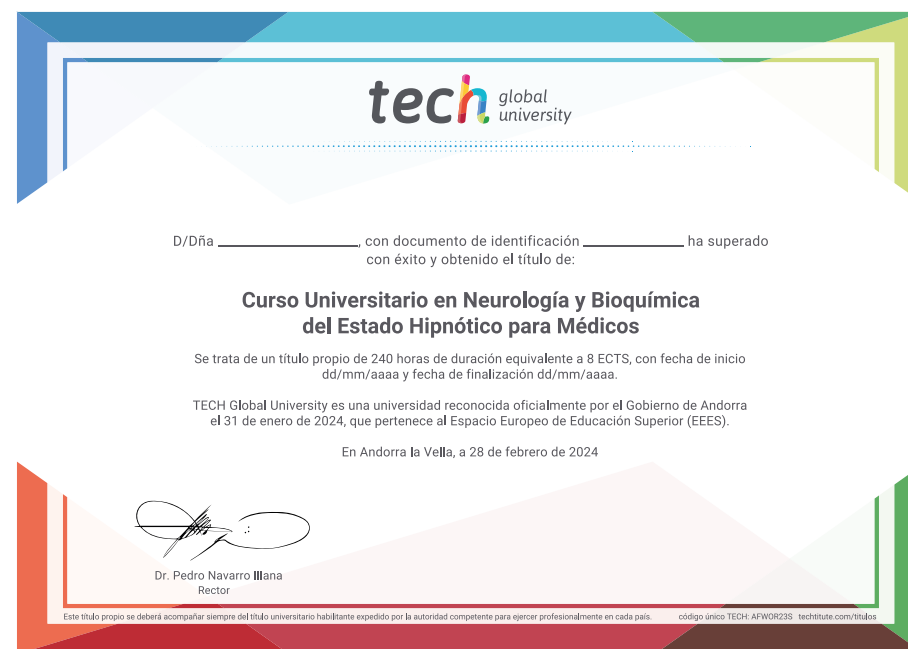 tech global university
D/Dña ____________________, con documento de identificación ______________ ha superado
con éxito y obtenido el título de:
Curso Universitario en Neurología y Bioquímica
del Estado Hipnótico para Médicos
Se trata de un título propio de 240 horas de duración equivalente a 8 ECTS, con fecha de inicio
dd/mm/aaaa y fecha de finalización dd/mm/aaaa.
TECH Global University es una universidad reconocida oficialmente por el Gobierno de Andorra
el 31 de enero de 2024, que pertenece al Espacio Europeo de Educación Superior (EEES).
En Andorra la Vella, a 28 de febrero de 2024
Dr. Pedro Navarro Illana
Rector
Este título propio se deberá acompañar siempre del título universitario habilitante expedido por la autoridad competente para ejercer profesionalmente en cada país. código único TECH: AFWOR23S techtitute.com/titulos